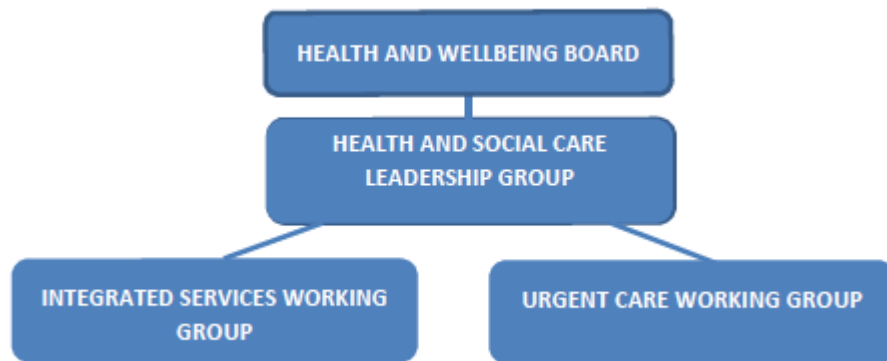 HEALTH AND WELLBEING BOARD
HEALTH AND SOCIAL CARE
LEADERSHIP GROUP
INTEGRATED SERVICES WORKING
GROUP
URGENT CARE WORKING GROUP